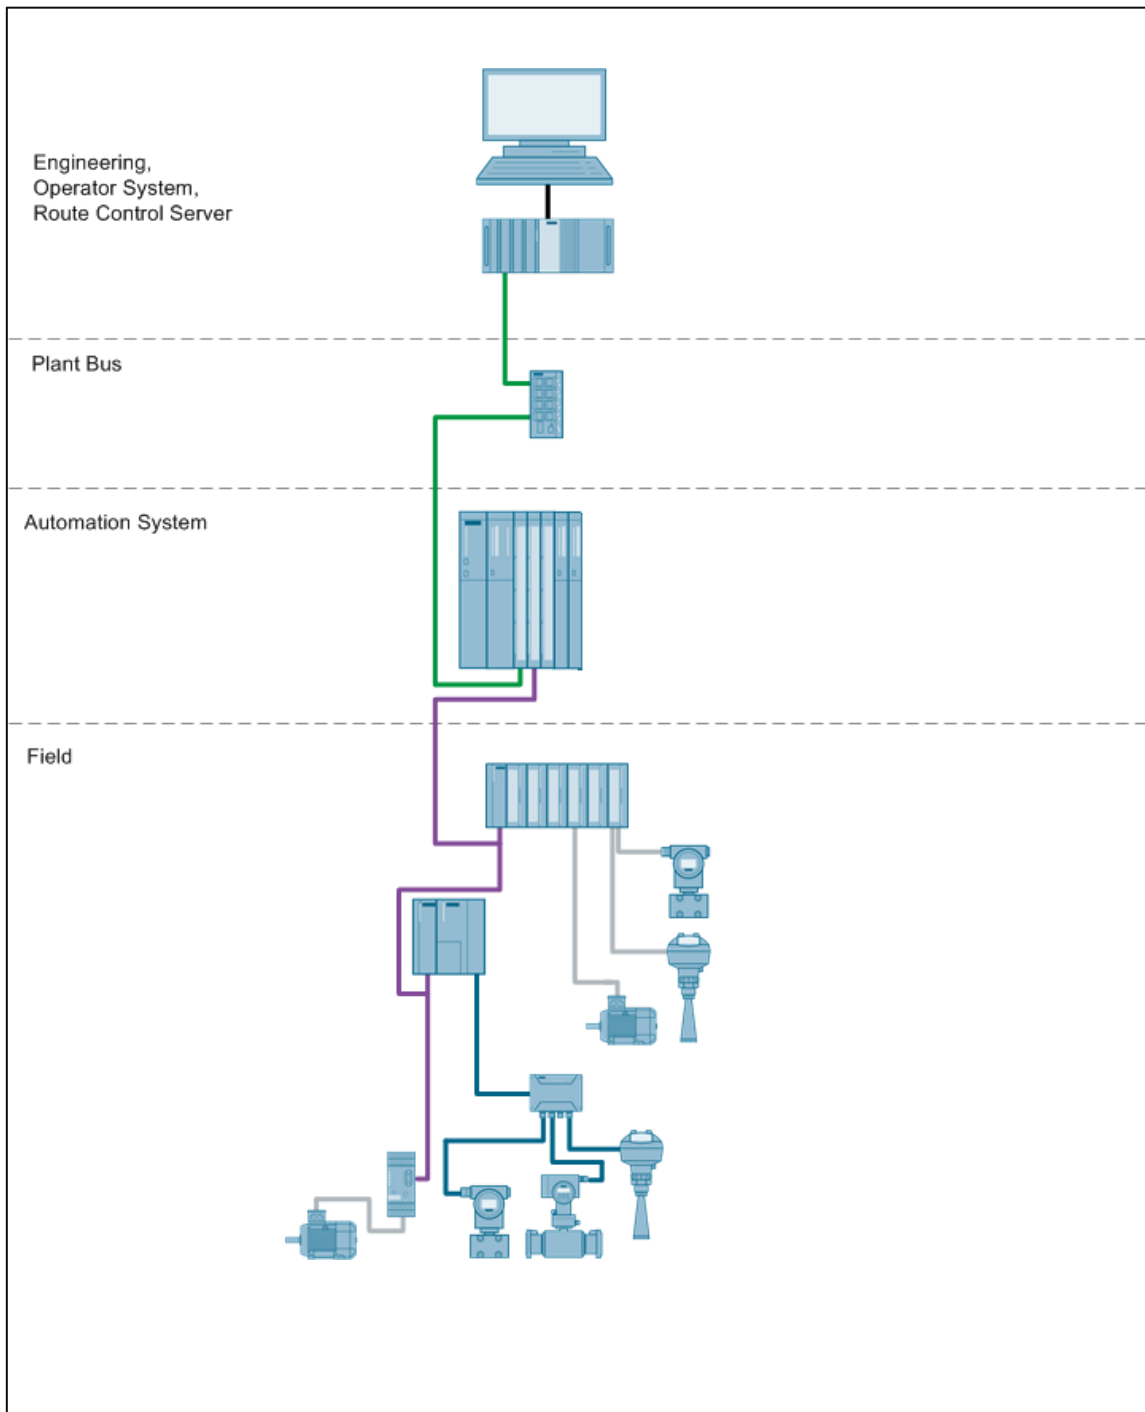 Engineering,
Operator System,
Route Control Server
Plant Bus
Automation System
Field